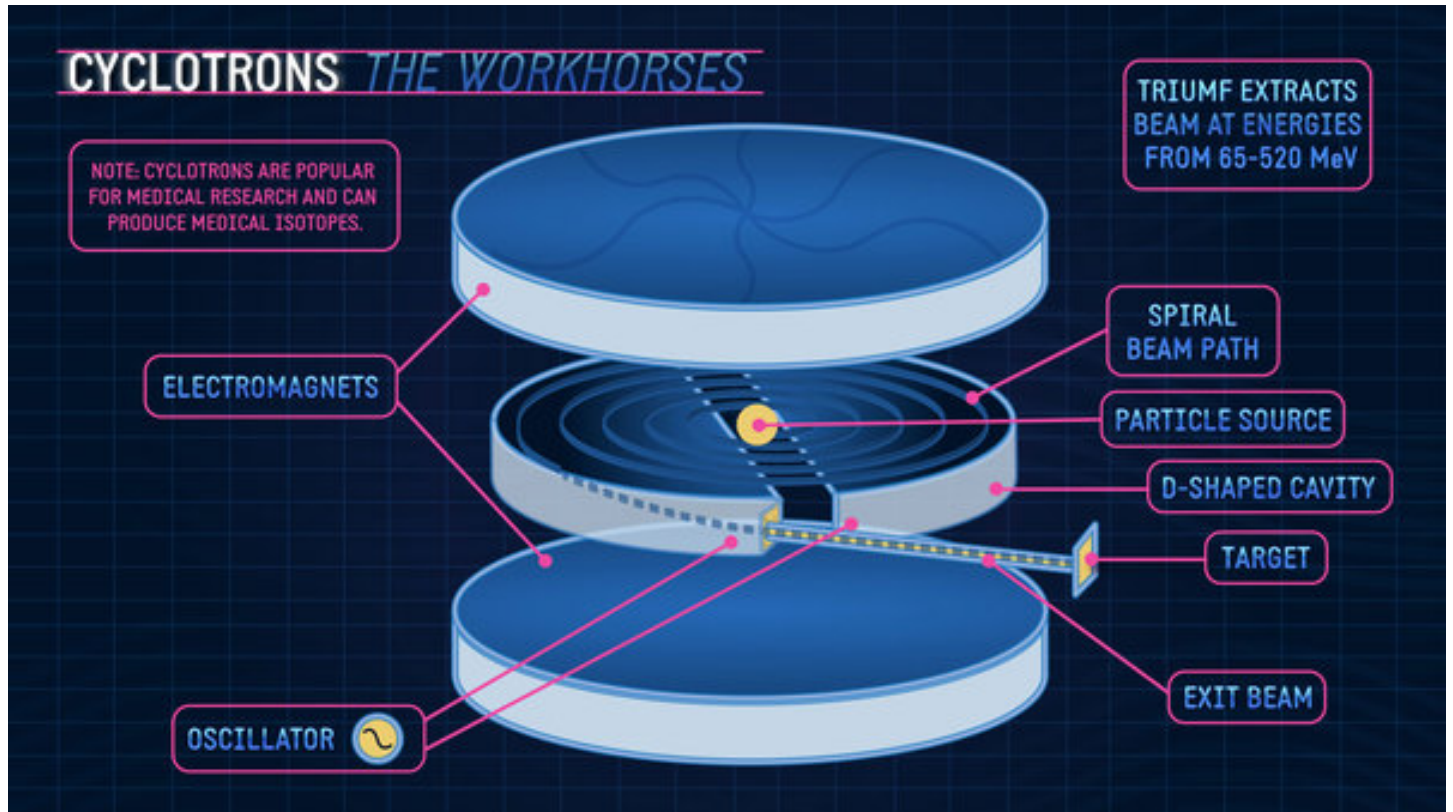 CYCLOTRONS THE WORKHORSES
TRIUMF EXTRACTS
BEAM AT ENERGIES
FROM 65-520 MeV
NOTE: CYCLOTRONS ARE POPULAR
FOR MEDICAL RESEARCH AND CAN
PRODUCE MEDICAL ISOTOPES.
SPIRAL
BEAM PATH
ELECTROMAGNETS
PARTICLE SOURCE
D-SHAPED CAVITY
TARGET
EXIT BEAM
OSCILLATOR